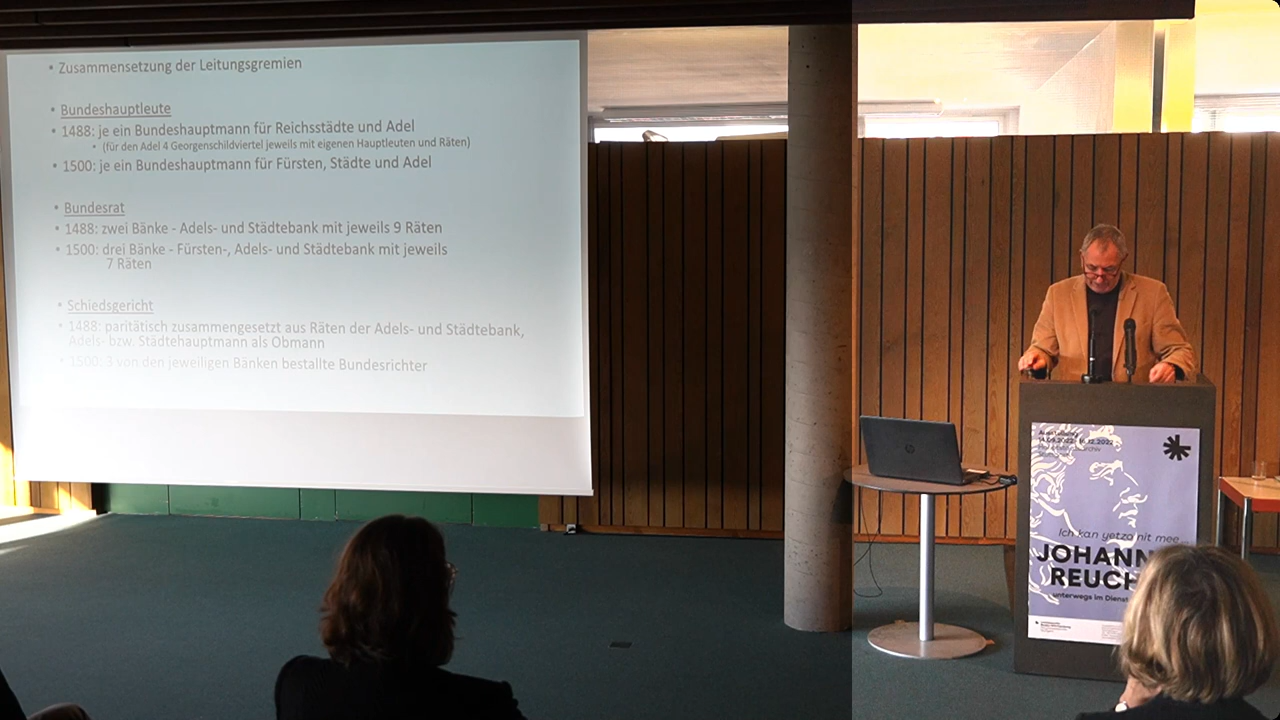 • Zusammensetzung der Leitungsgremien
• Bundeshauptleute
• 1488: je ein Bundeshauptmann für Reichsstädte und Adel
• (für den Adel 4 Georgenschildviertel jeweils mit eigenen Hauptleuten und Räten)
• 1500: je ein Bundeshauptmann für Fürsten, Städte und Adel
• Bundesrat
• 1488: zwei Bänke - Adels- und Städtebank mit jeweils 9 Räten
• 1500: drei Bänke - Fürsten-, Adels- und Städtebank mit jeweils
7 Räten
• Schiedsgericht
• 1488: paritätisch zusammengesetzt aus Räten der Adels- und Städtebank,
Adels- bzw. Städtehauptmann als Obmann
• 1500: 3 von den jeweiligen Bänken bestallte Bundesrichter
hp
Ich kan yetzo nit mee
JOHANN
REUCH
unterwegs im Dienst